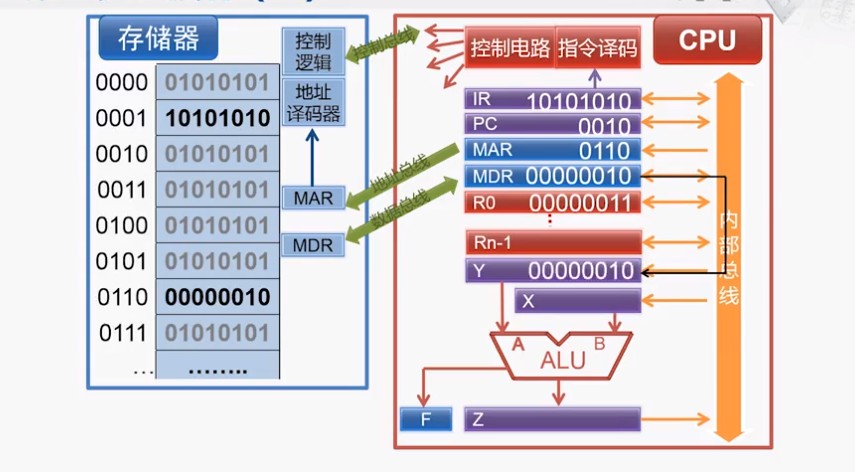 存储器
控制
逻辑
地址
译码器
0000 01010101
0001 10101010
0010 01010101
0011 01010101
0100 01010101
0101 01010101
0110 00000010
0111 01010101
... ........
MAR
MDR
控制总线
地址总线
数据总线
控制电路 指令译码
CPU
IR 10101010
PC 0010
MAR 0110
MDR 00000010
R0 00000011
Rn-1
Y 00000010
X
A B
ALU
F Z
内部总线